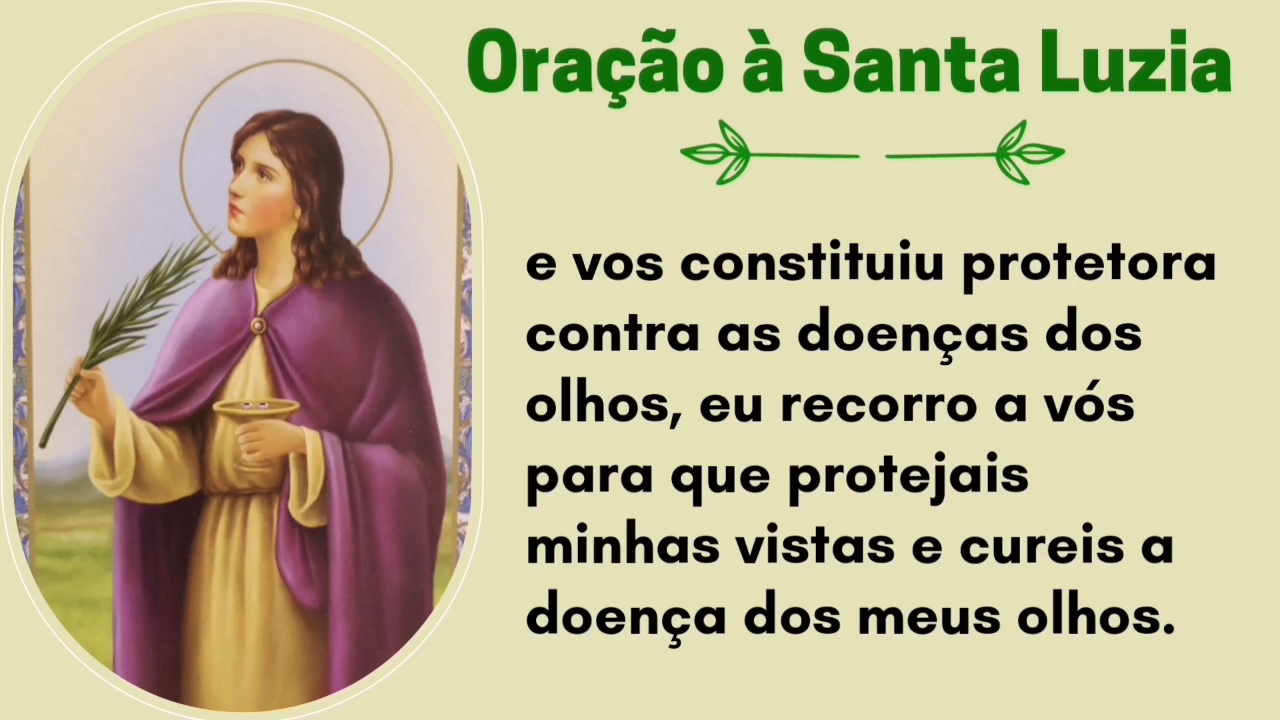 Oração à Santa Luzia
e vos constituiu protetora
contra as doenças dos
olhos, eu recorro a vós
para que protejais
minhas vistas e cureis a
doença dos meus olhos.